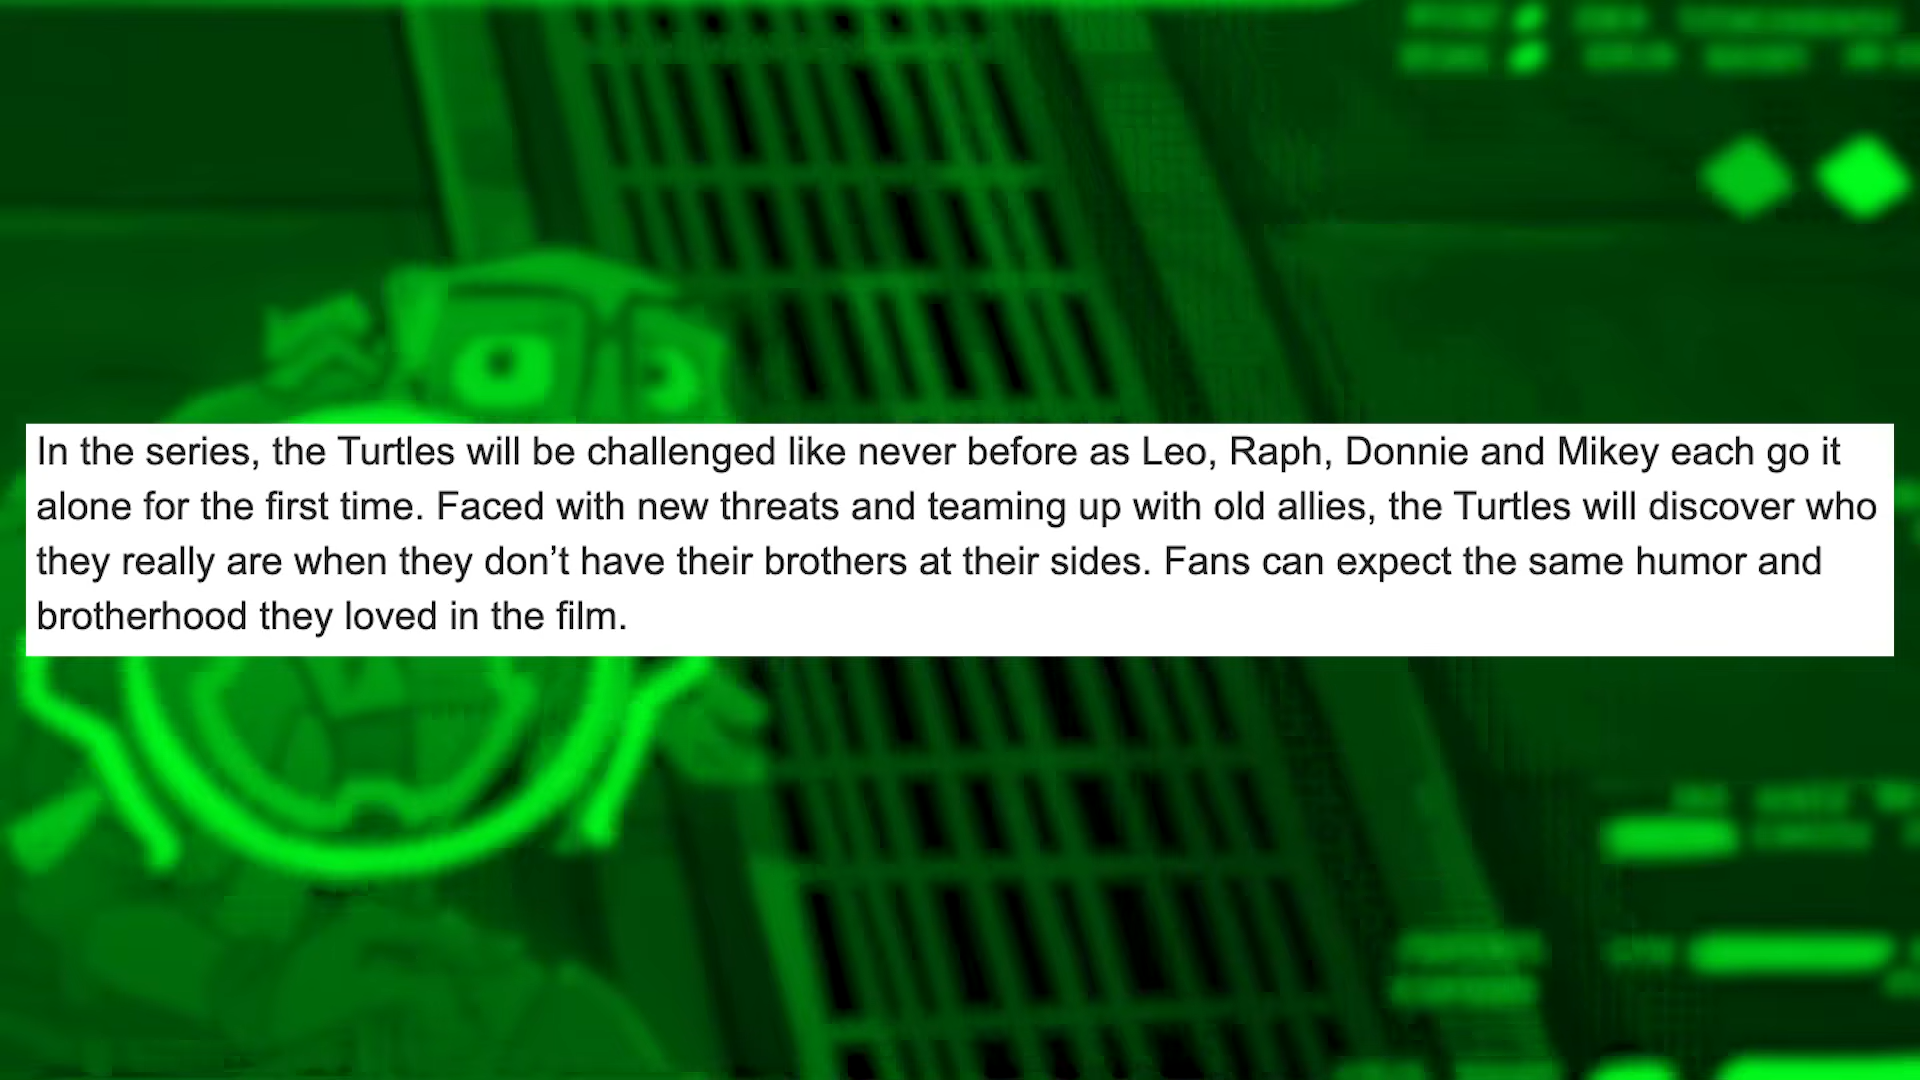 In the series, the Turtles will be challenged like never before as Leo, Raph, Donnie and Mikey each go it
alone for the first time. Faced with new threats and teaming up with old allies, the Turtles will discover who
they really are when they don’t have their brothers at their sides. Fans can expect the same humor and
brotherhood they loved in the film.